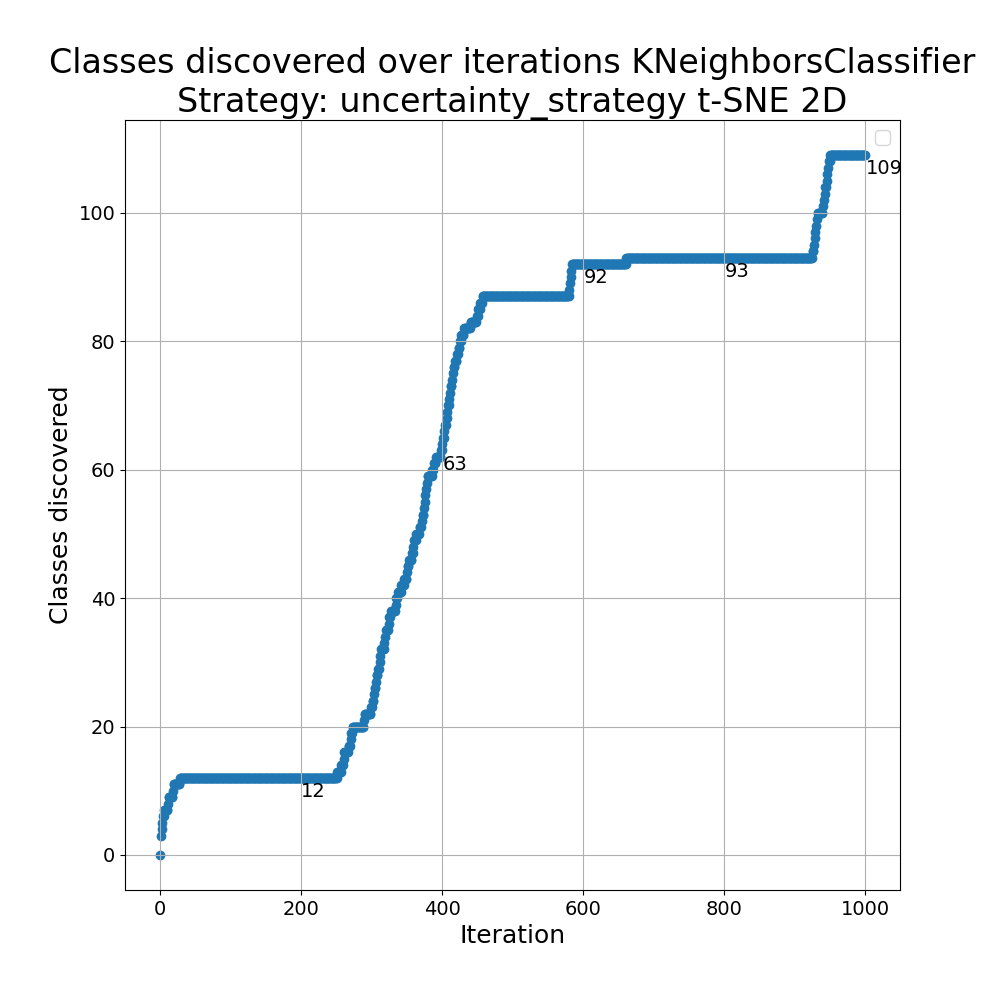 Classes discovered over iterations KNeighborsClassifier
Strategy: uncertainty_strategy t-SNE 2D
109
100
92
93
80
63
60
Classes discovered
40
20
12
0
0 200 400 600 800 1000
Iteration